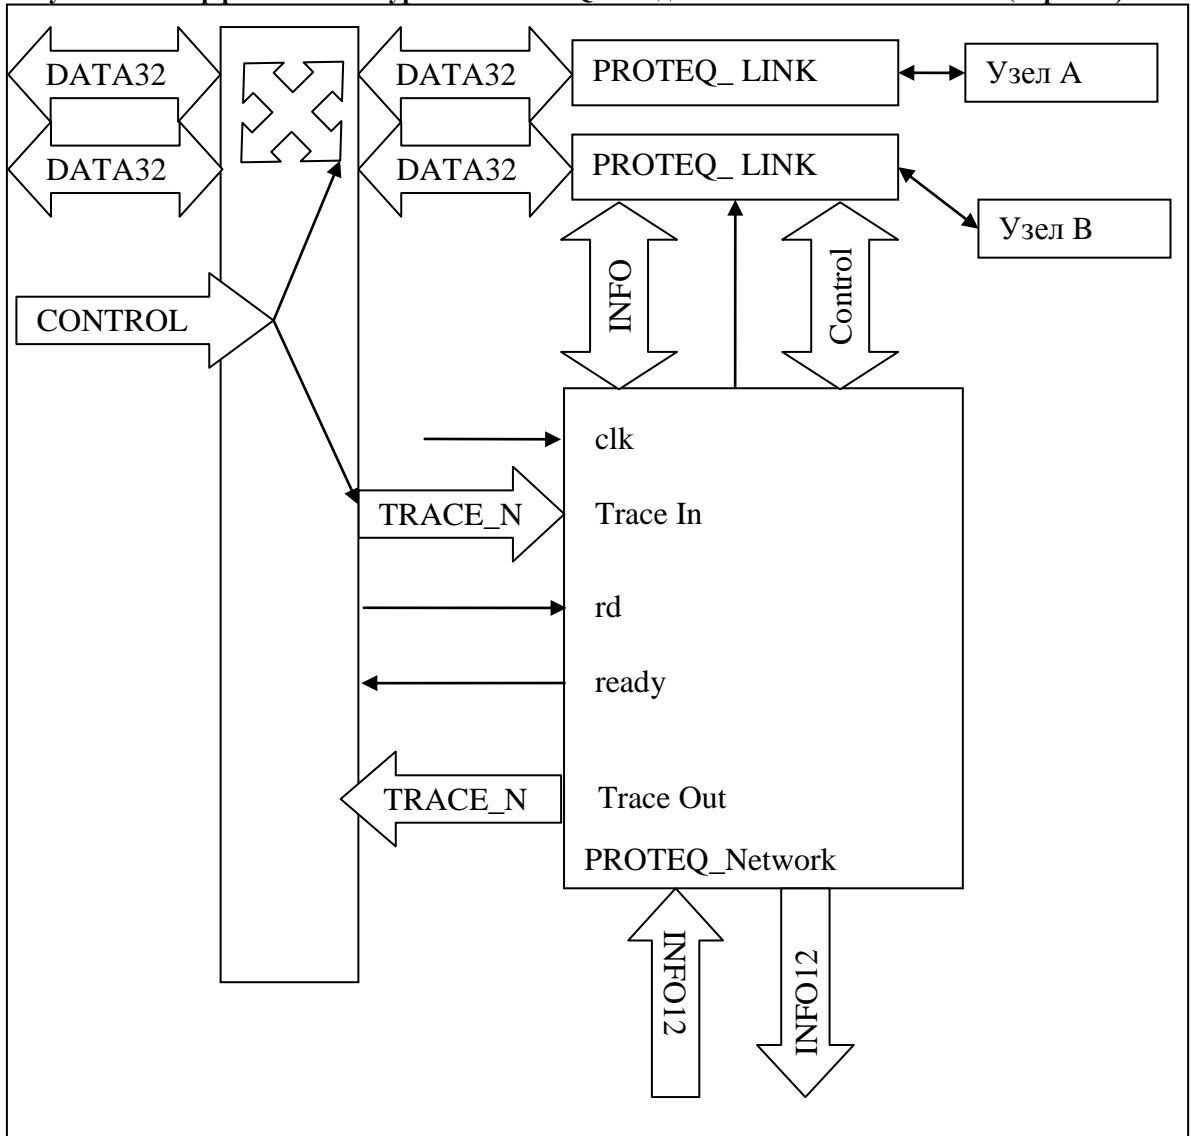 DATA32
DATA32
PROTEQ_ LINK
Узел А
DATA32
DATA32
PROTEQ_ LINK
Узел В
INFO
Control
CONTROL
clk
TRACE_N
Trace In
rd
ready
TRACE_N
Trace Out
PROTEQ_Network
INFO12
INFO12